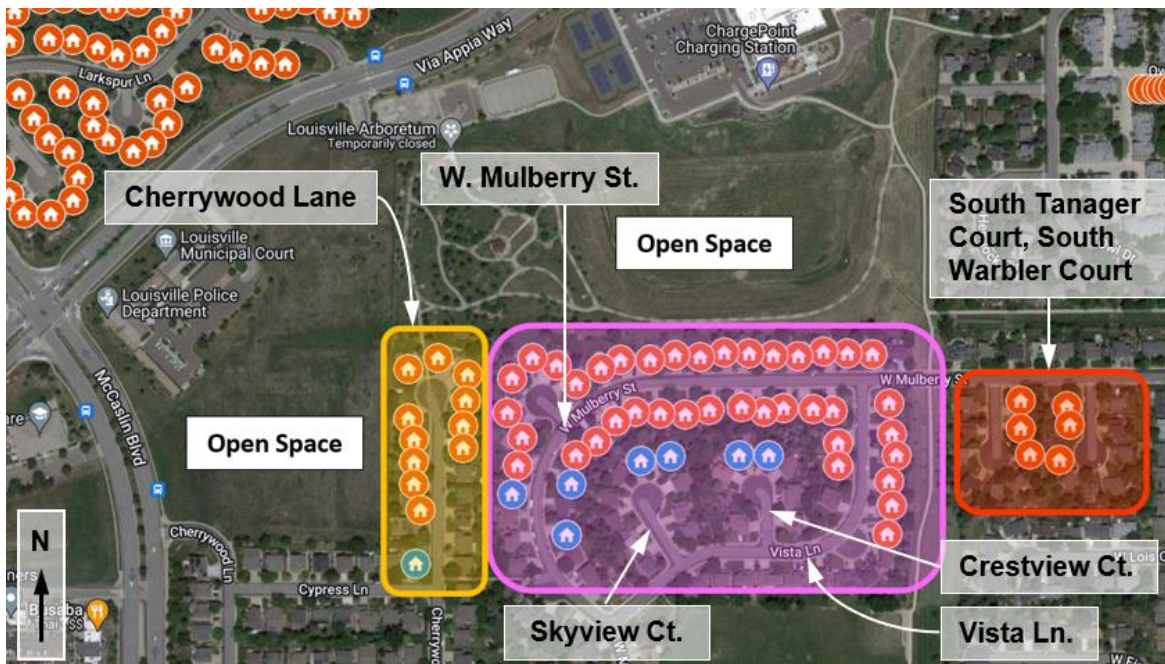 ChargePoint
Charging Station
Via Appia Way
Larkspur Ln
Louisville Arboretum
Temporarily closed
W. Mulberry St.
Cherrywood Lane
South Tanager
Court, South
Warbler Court
Open Space
Louisville
Municipal Court
Louisville Police
Department
W Mulberry St
W Mulberry St
McCaslin Blvd
Open Space
N
Cherrywood Ln
Cypress Ln
Vista Ln
Crestview Ct.
Skyview Ct.
Vista Ln.
Busaba